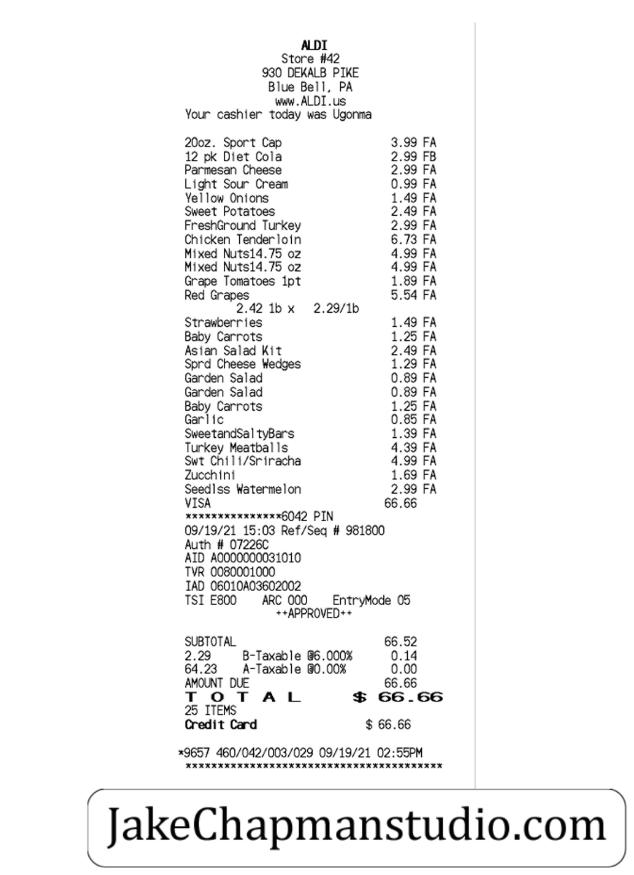 ALDI
Store #42
930 DEKALB PIKE
Blue Bell, PA
www.ALDI.us
Your cashier today was Ugonma
20oz. Sport Cap 3.99 FA
12 pk Diet Cola 2.99 FB
Parmesan Cheese 2.99 FA
Light Sour Cream 0.99 FA
Yellow Onions 1.49 FA
Sweet Potatoes 2.49 FA
FreshGround Turkey 2.99 FA
Chicken Tenderloin 6.73 FA
Mixed Nuts14.75 oz 4.99 FA
Mixed Nuts14.75 oz 4.99 FA
Grape Tomatoes 1pt 1.89 FA
Red Grapes 5.54 FA
2.42 1b x 2.29/1b
Strawberries 1.49 FA
Baby Carrots 1.25 FA
Asian Salad Kit 2.49 FA
Sprd Cheese Wedges 1.29 FA
Garden Salad 0.89 FA
Garden Salad 0.89 FA
Baby Carrots 1.25 FA
Garlic 0.85 FA
SweetandSaltyBars 1.39 FA
Turkey Meatballs 4.39 FA
Swt Chili/Sriracha 4.99 FA
Zucchini 1.69 FA
Seedlss Watermelon 2.99 FA
VISA 66.66
***************6042 PIN
09/19/21 15:03 Ref/Seq # 981800
Auth # 07226C
AID A0000000031010
TVR 0080001000
IAD 06010A03602002
TSI E800 ARC 000 EntryMode 05
++APPROVED++
SUBTOTAL 66.52
2.29 B-Taxable @6.000% 0.14
64.23 A-Taxable @0.00% 0.00
AMOUNT DUE 66.66
T O T A L $ 66.66
25 ITEMS
Credit Card $ 66.66
*9657 460/042/003/029 09/19/21 02:55PM
****************************************
JakeChapmanstudio.com